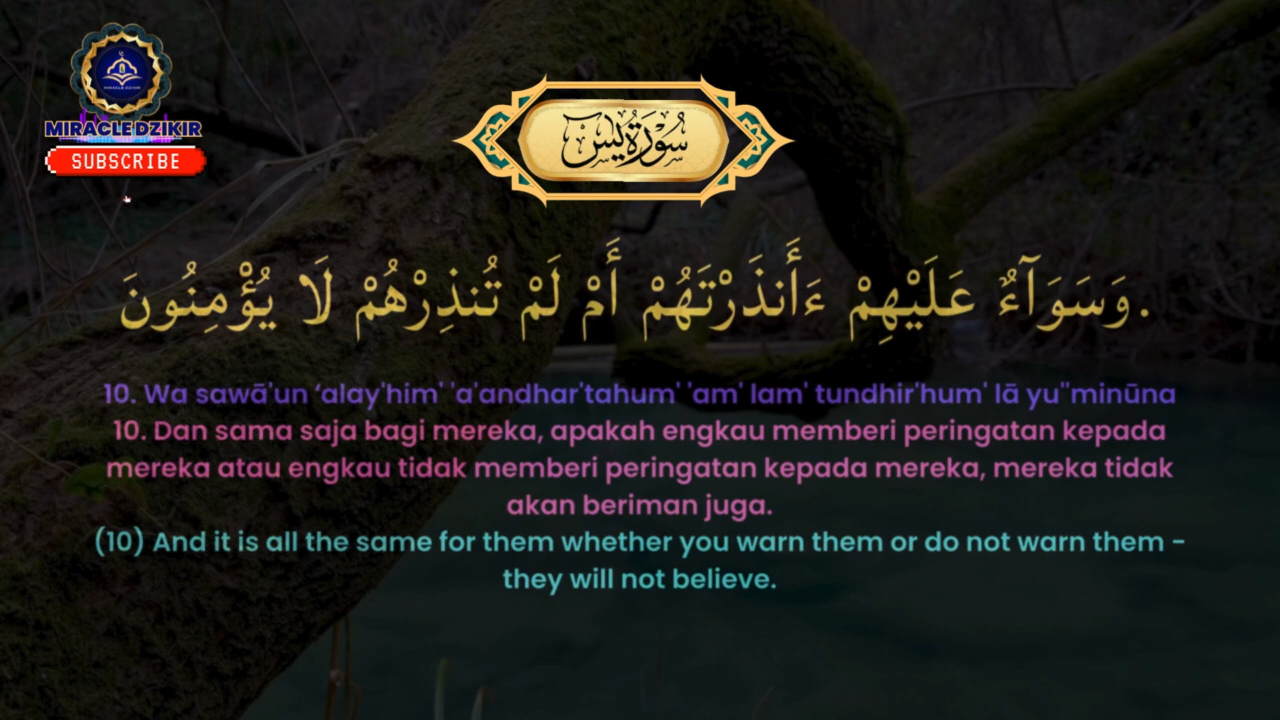 MIRACLE DZIKIR
MIRACLEDZIKIR
SUBSCRIBE
سُورَةُ يس
وَسَوَآءٌ عَلَيْهِمْ ءَأَنذَرْتَهُمْ أَمْ لَمْ تُنذِرْهُمْ لَا يُؤْمِنُونَ.
10. Wa sawā'un ‘alay'him' 'a'andhar'tahum' 'am' lam' tundhir'hum' lā yu''minūna
10. Dan sama saja bagi mereka, apakah engkau memberi peringatan kepada
mereka atau engkau tidak memberi peringatan kepada mereka, mereka tidak
akan beriman juga.
(10) And it is all the same for them whether you warn them or do not warn them -
they will not believe.